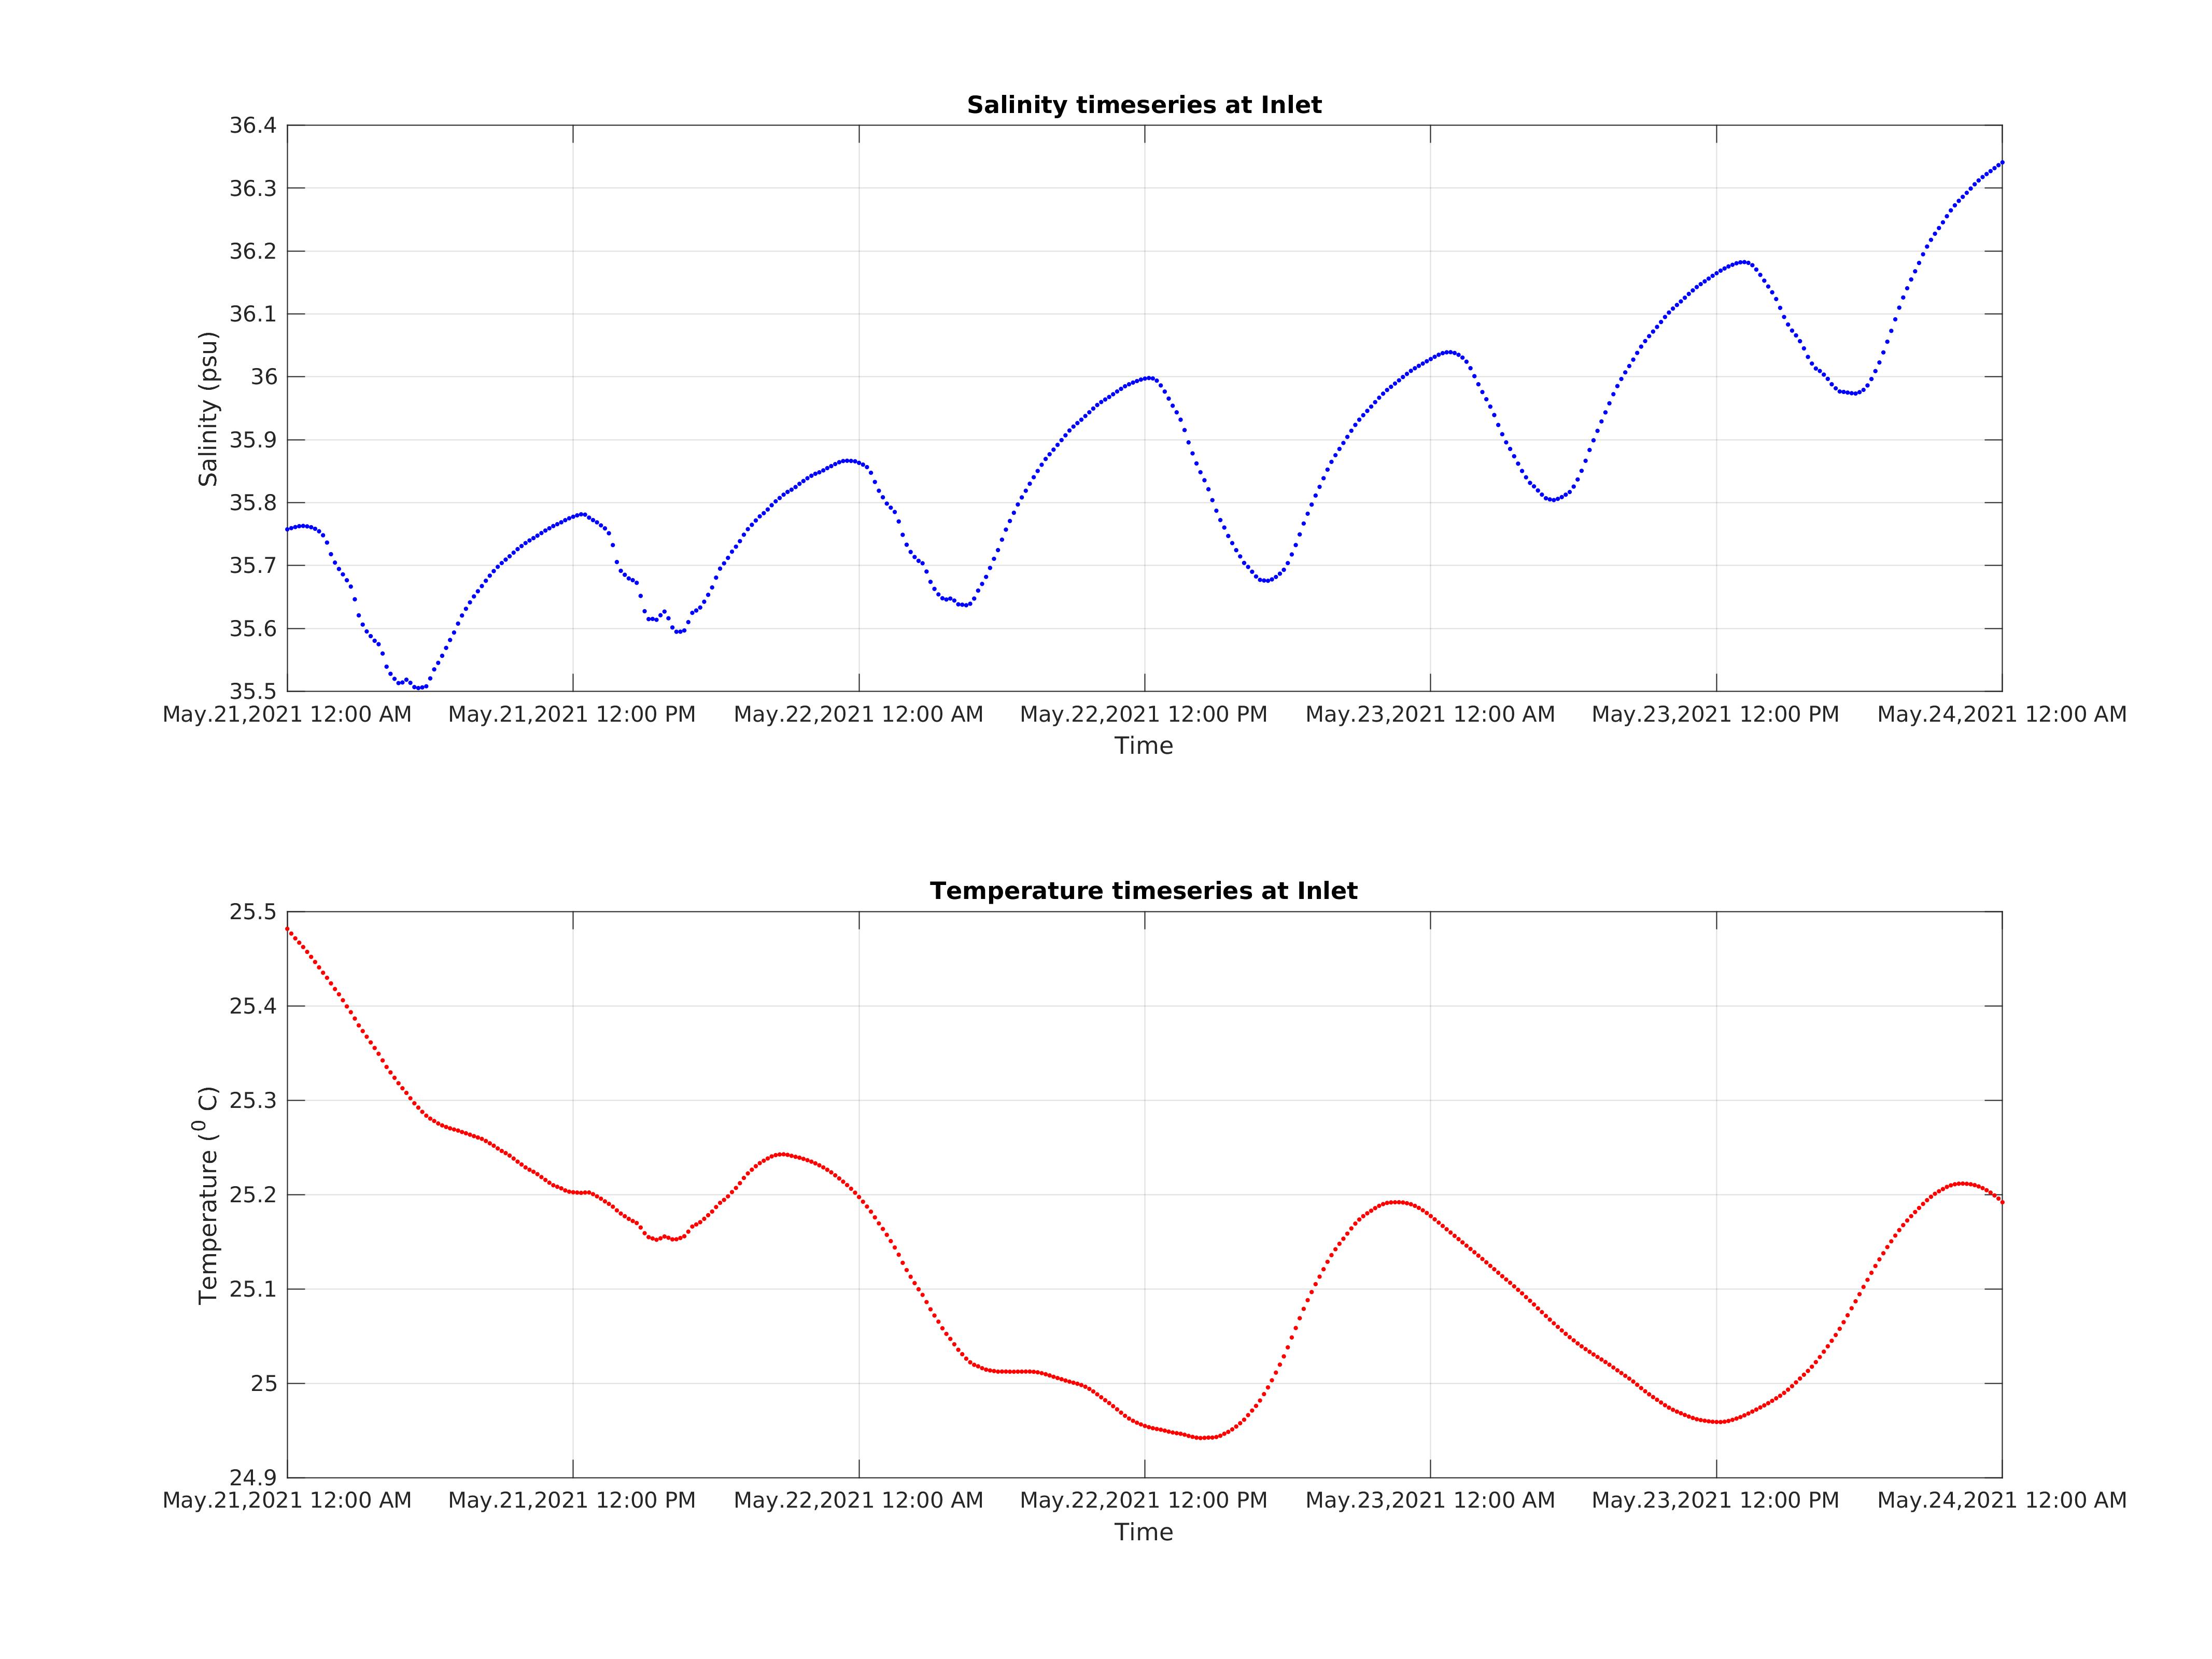 Salinity timeseries at Inlet
36.4
36.3
36.2
36.1
36
35.9
35.8
35.7
35.6
35.5
Salinity (psu)
May.21,2021 12:00 AM May.21,2021 12:00 PM May.22,2021 12:00 AM May.22,2021 12:00 PM May.23,2021 12:00 AM May.23,2021 12:00 PM May.24,2021 12:00 AM
Time
Temperature timeseries at Inlet
25.5
25.4
25.3
25.2
25.1
25
24.9
Temperature (⁰ C)
May.21,2021 12:00 AM May.21,2021 12:00 PM May.22,2021 12:00 AM May.22,2021 12:00 PM May.23,2021 12:00 AM May.23,2021 12:00 PM May.24,2021 12:00 AM
Time